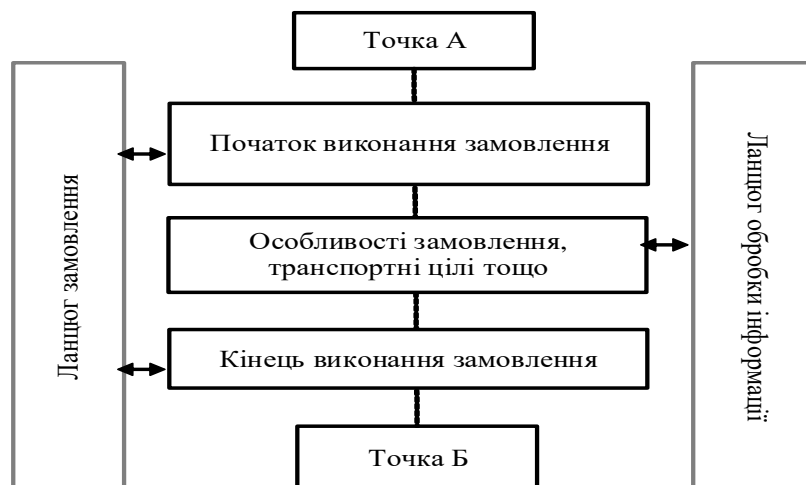 Точка А
Ланцюг замовлення
Початок виконання замовлення
Особливості замовлення,
транспортні цілі тощо
Кінець виконання замовлення
Точка Б
Ланцюг обробки інформації